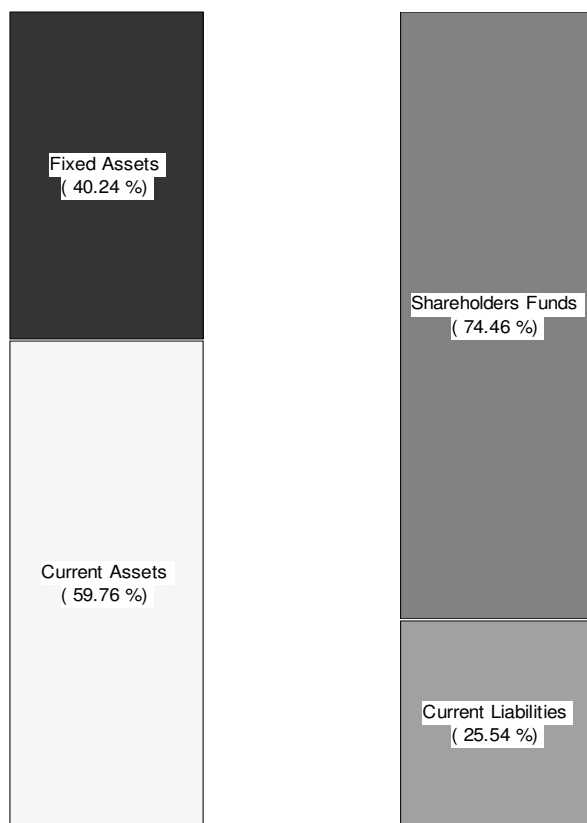 Fixed Assets
( 40.24 %)
Current Assets
( 59.76 %)
Shareholders Funds
( 74.46 %)
Current Liabilities
( 25.54 %)